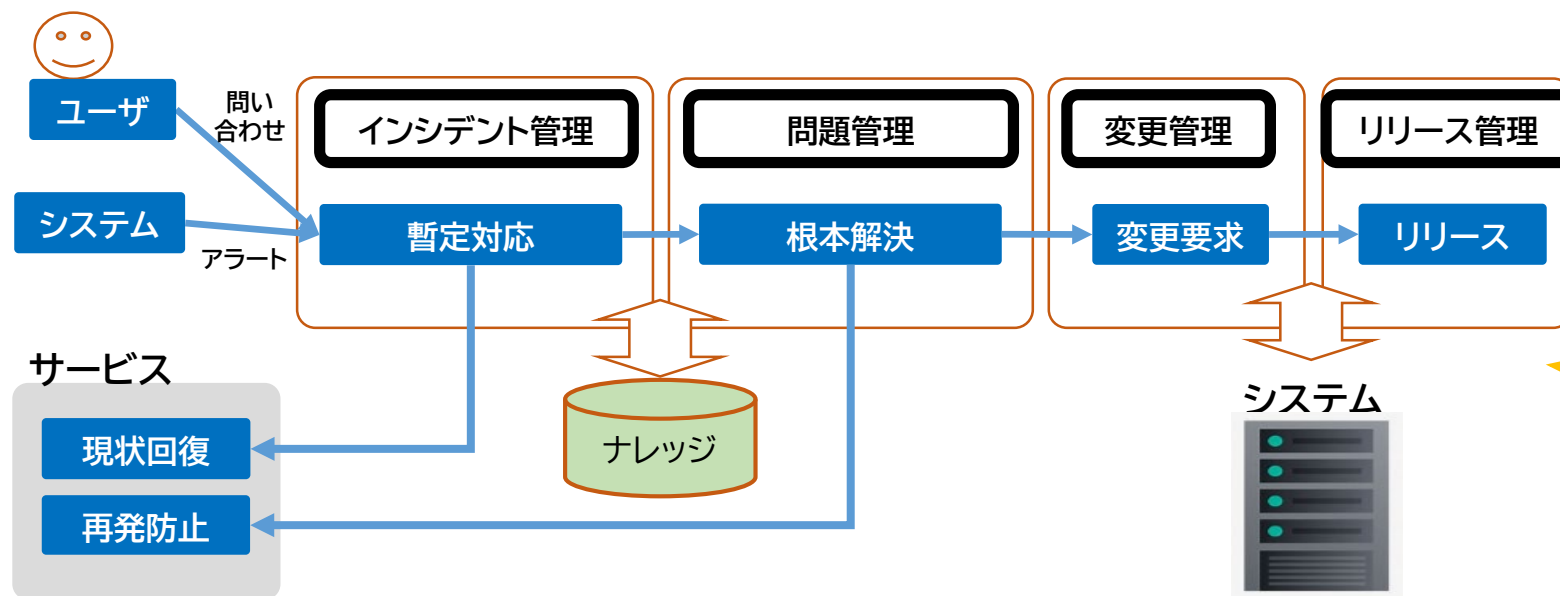 ユーザ
問い
合わせ
インシデント管理
問題管理
変更管理
リリース管理
システム
アラート
暫定対応
根本解決
変更要求
リリース
サービス
現状回復
再発防止
ナレッジ
システム